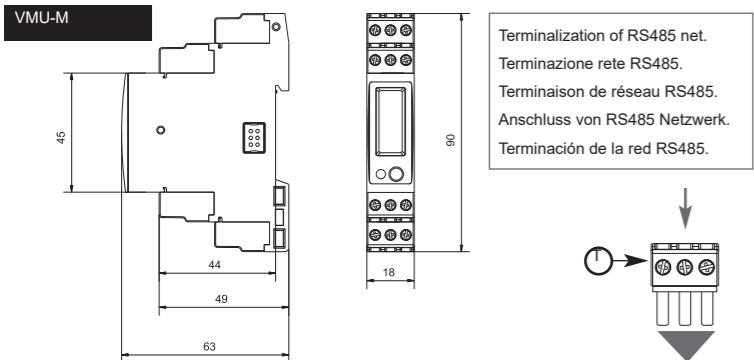 VMU-M
45
44
49
63
90
18
Terminalization of RS485 net.
Terminazione rete RS485.
Terminaison de réseau RS485.
Anschluss von RS485 Netzwerk.
Terminación de la red RS485.
T